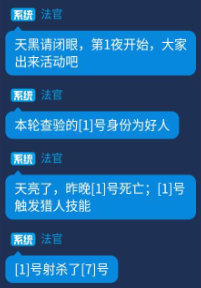 系统 法官
天黑请闭眼，第1夜开始，大家
出来活动吧
系统 法官
本轮查验的[1]号身份为好人
系统 法官
天亮了，昨晚[1]号死亡；[1]号
触发猎人技能
系统 法官
[1]号射杀了[7]号